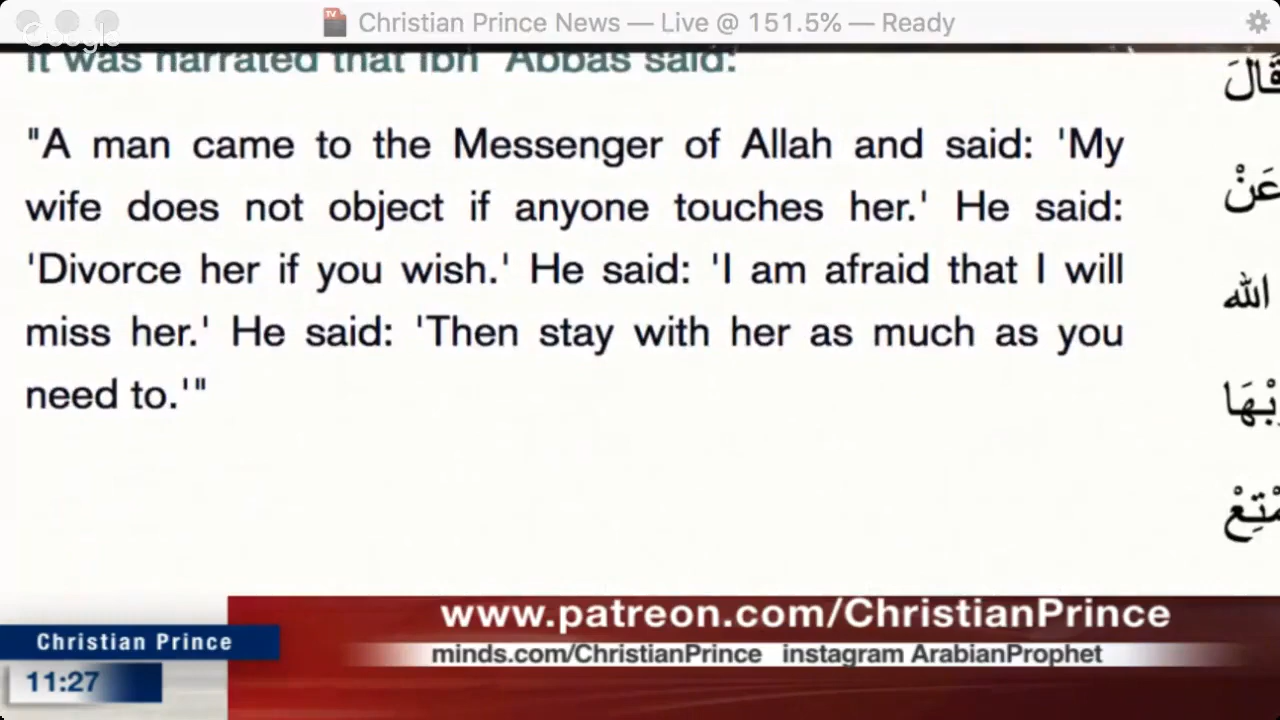 Christian Prince News — Live @ 151.5% — Ready
Google
It was narrated that Ibn 'Abbas said:
"A man came to the Messenger of Allah and said: 'My
wife does not object if anyone touches her.' He said:
'Divorce her if you wish.' He said: 'I am afraid that I will
miss her.' He said: 'Then stay with her as much as you
need to.'"
قَالَ
عَنْ
الله
www.patreon.com/ChristianPrince
Christian Prince
minds.com/ChristianPrince instagram ArabianProphet
11:27